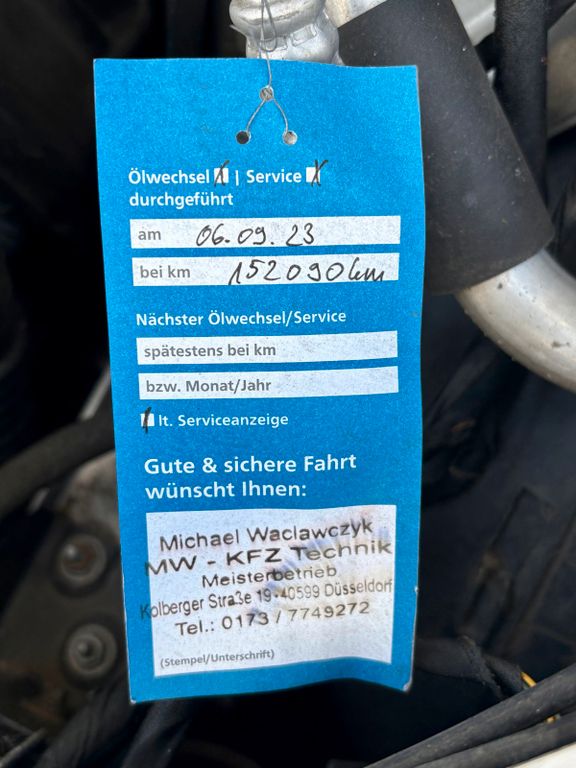 Ölwechsel | Service
durchgeführt
am 06.09.23
bei km 152090km
Nächster Ölwechsel/Service
spätestens bei km
bzw. Monat/Jahr
lt. Serviceanzeige
Gute & sichere Fahrt
wünscht Ihnen:
Michael Waclawczyk
MW - KFZ Technik
Meisterbetrieb
Kolberger Straße 19·40599 Düsseldorf
Tel.: 0173 / 7749272
(Stempel/Unterschrift)